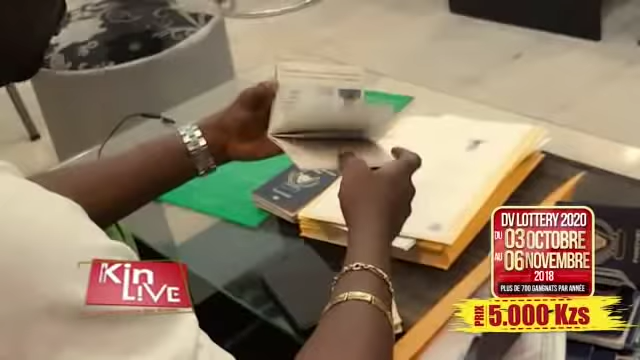 DV LOTTERY 2020
DU 03 OCTOBRE
AU 06 NOVEMBRE
2018
PLUS DE 700 GANGNATS PAR ANNÉE
PRIX 5.000 Kzs
Kin
LIVE